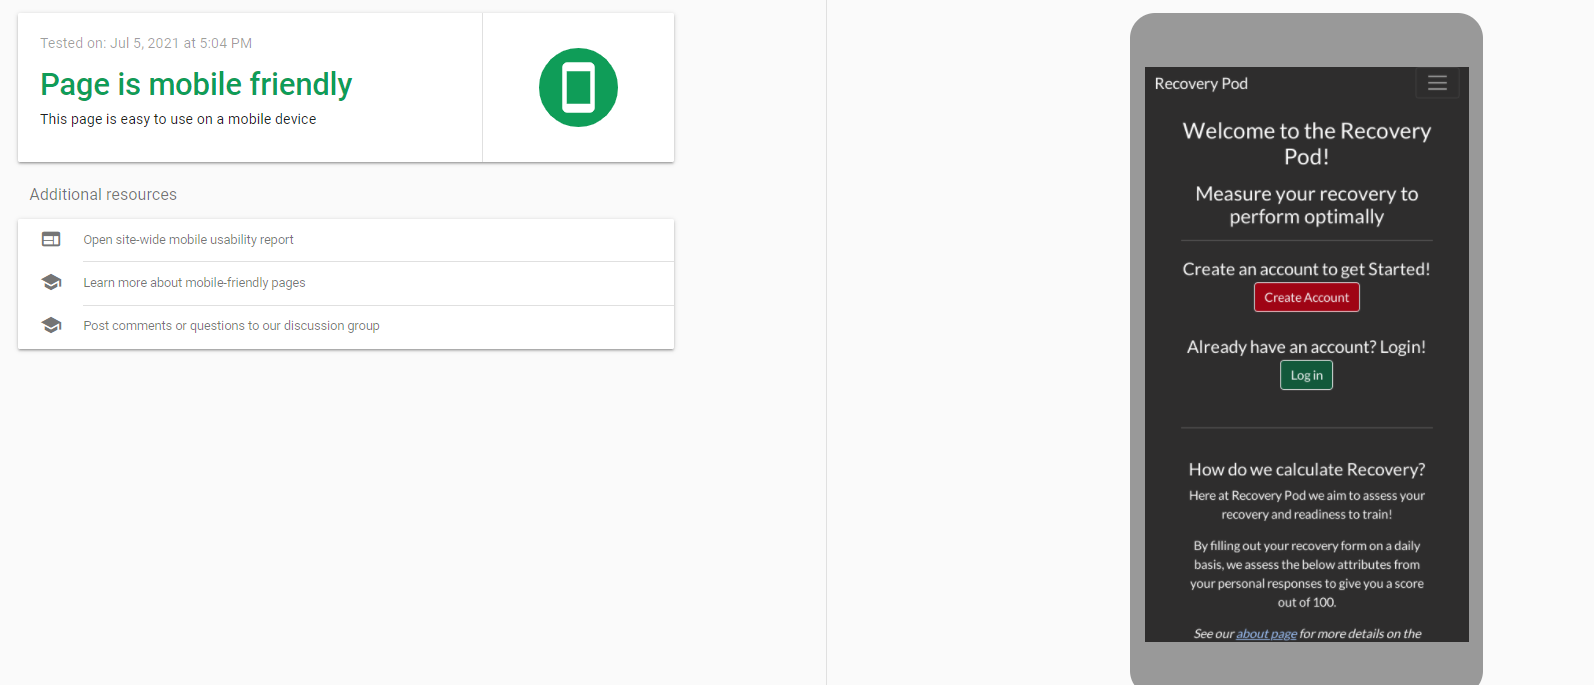 Tested on: Jul 5, 2021 at 5:04 PM
Page is mobile friendly
This page is easy to use on a mobile device
Additional resources
Open site-wide mobile usability report
Learn more about mobile-friendly pages
Post comments or questions to our discussion group
Recovery Pod
Welcome to the Recovery
Pod!
Measure your recovery to
perform optimally
Create an account to get Started!
Create Account
Already have an account? Login!
Log in
How do we calculate Recovery?
Here at Recovery Pod we aim to assess your
recovery and readiness to train!
By filling out your recovery form on a daily
basis, we assess the below attributes from
your personal responses to give you a score
out of 100.
See our about page for more details on the